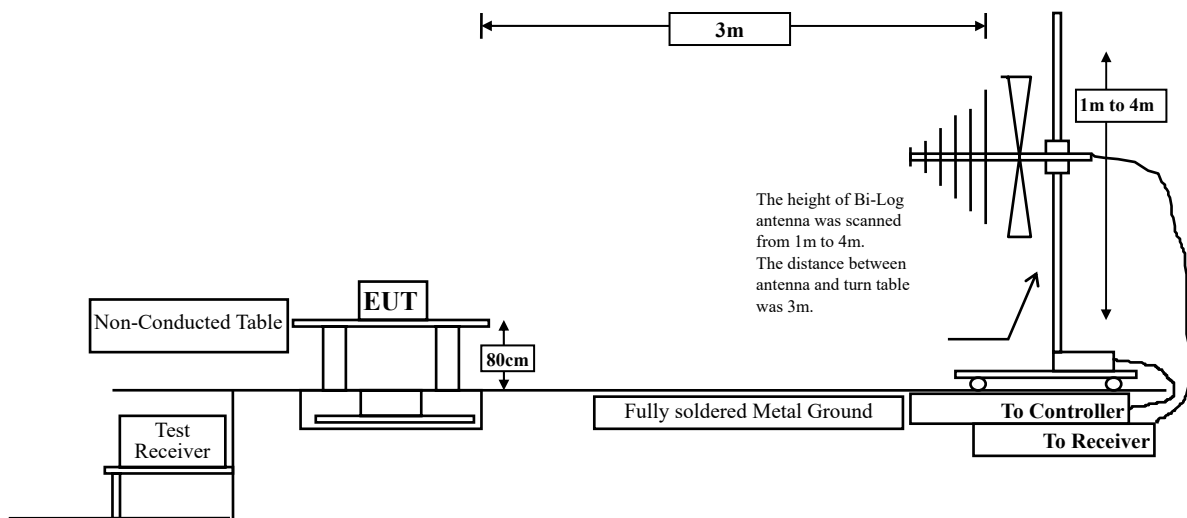 3m
1m to 4m
The height of Bi-Log
antenna was scanned
from 1m to 4m.
The distance between
antenna and turn table
was 3m.
EUT
Non-Conducted Table
80cm
Fully soldered Metal Ground
To Controller
Test
Receiver
To Receiver